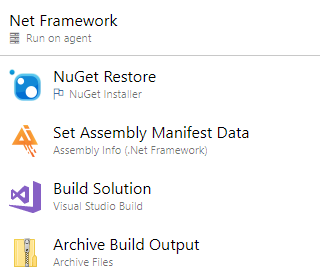 Net Framework
Run on agent
NuGet Restore
NuGet Installer
Set Assembly Manifest Data
Assembly Info (.Net Framework)
Build Solution
Visual Studio Build
Archive Build Output
Archive Files